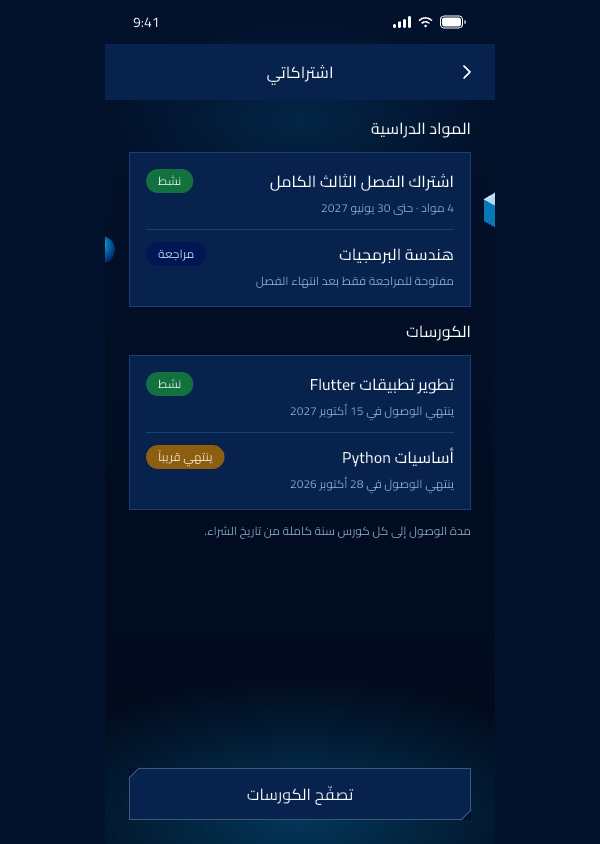 9:41
اشتراكاتي
المواد الدراسية
اشتراك الفصل الثالث الكامل
نشط
4 مواد · حتى 30 يونيو 2027
هندسة البرمجيات
مراجعة
مفتوحة للمراجعة فقط بعد انتهاء الفصل
الكورسات
تطوير تطبيقات Flutter
نشط
ينتهي الوصول في 15 أكتوبر 2027
أساسيات Python
ينتهي قريباً
ينتهي الوصول في 28 أكتوبر 2026
مدة الوصول إلى كل كورس سنة كاملة من تاريخ الشراء.
تصفّح الكورسات